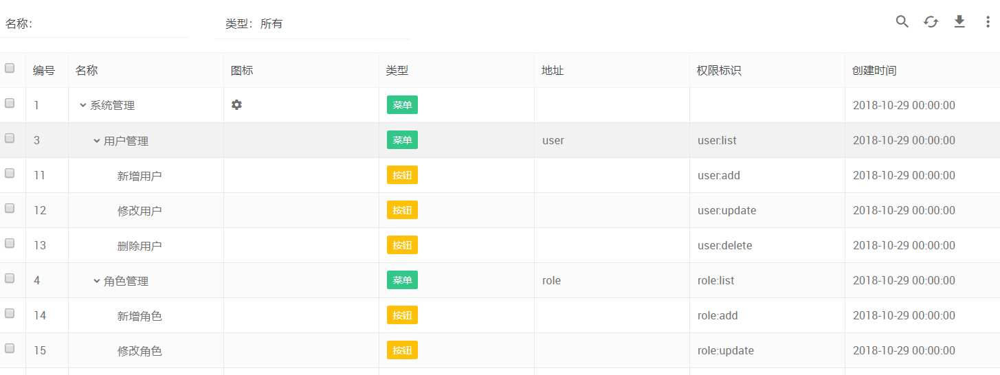 名称： 类型：所有
编号 名称 图标 类型 地址 权限标识 创建时间
1 系统管理 菜单 2018-10-29 00:00:00
3 用户管理 菜单 user user:list 2018-10-29 00:00:00
11 新增用户 按钮 user:add 2018-10-29 00:00:00
12 修改用户 按钮 user:update 2018-10-29 00:00:00
13 删除用户 按钮 user:delete 2018-10-29 00:00:00
4 角色管理 菜单 role role:list 2018-10-29 00:00:00
14 新增角色 按钮 role:add 2018-10-29 00:00:00
15 修改角色 按钮 role:update 2018-10-29 00:00:00